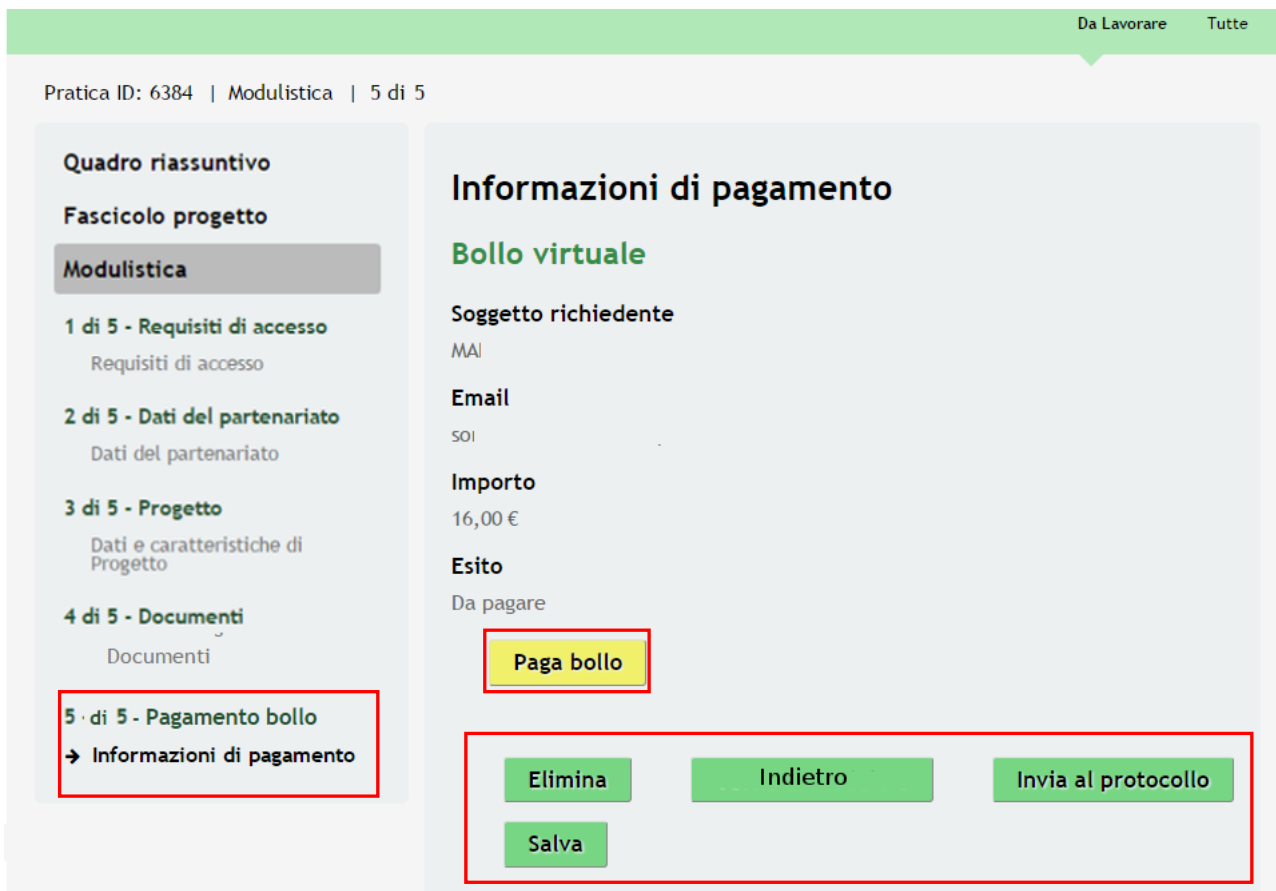 Da Lavorare Tutte
Pratica ID: 6384 | Modulistica | 5 di 5
Quadro riassuntivo
Fascicolo progetto
Modulistica
1 di 5 - Requisiti di accesso
Requisiti di accesso
2 di 5 - Dati del partenariato
Dati del partenariato
3 di 5 - Progetto
Dati e caratteristiche di
Progetto
4 di 5 - Documenti
Documenti
5 di 5 - Pagamento bollo
→ Informazioni di pagamento
Informazioni di pagamento
Bollo virtuale
Soggetto richiedente
Email
Importo
16,00 €
Esito
Da pagare
Paga bollo
Elimina Indietro Invia al protocollo
Salva